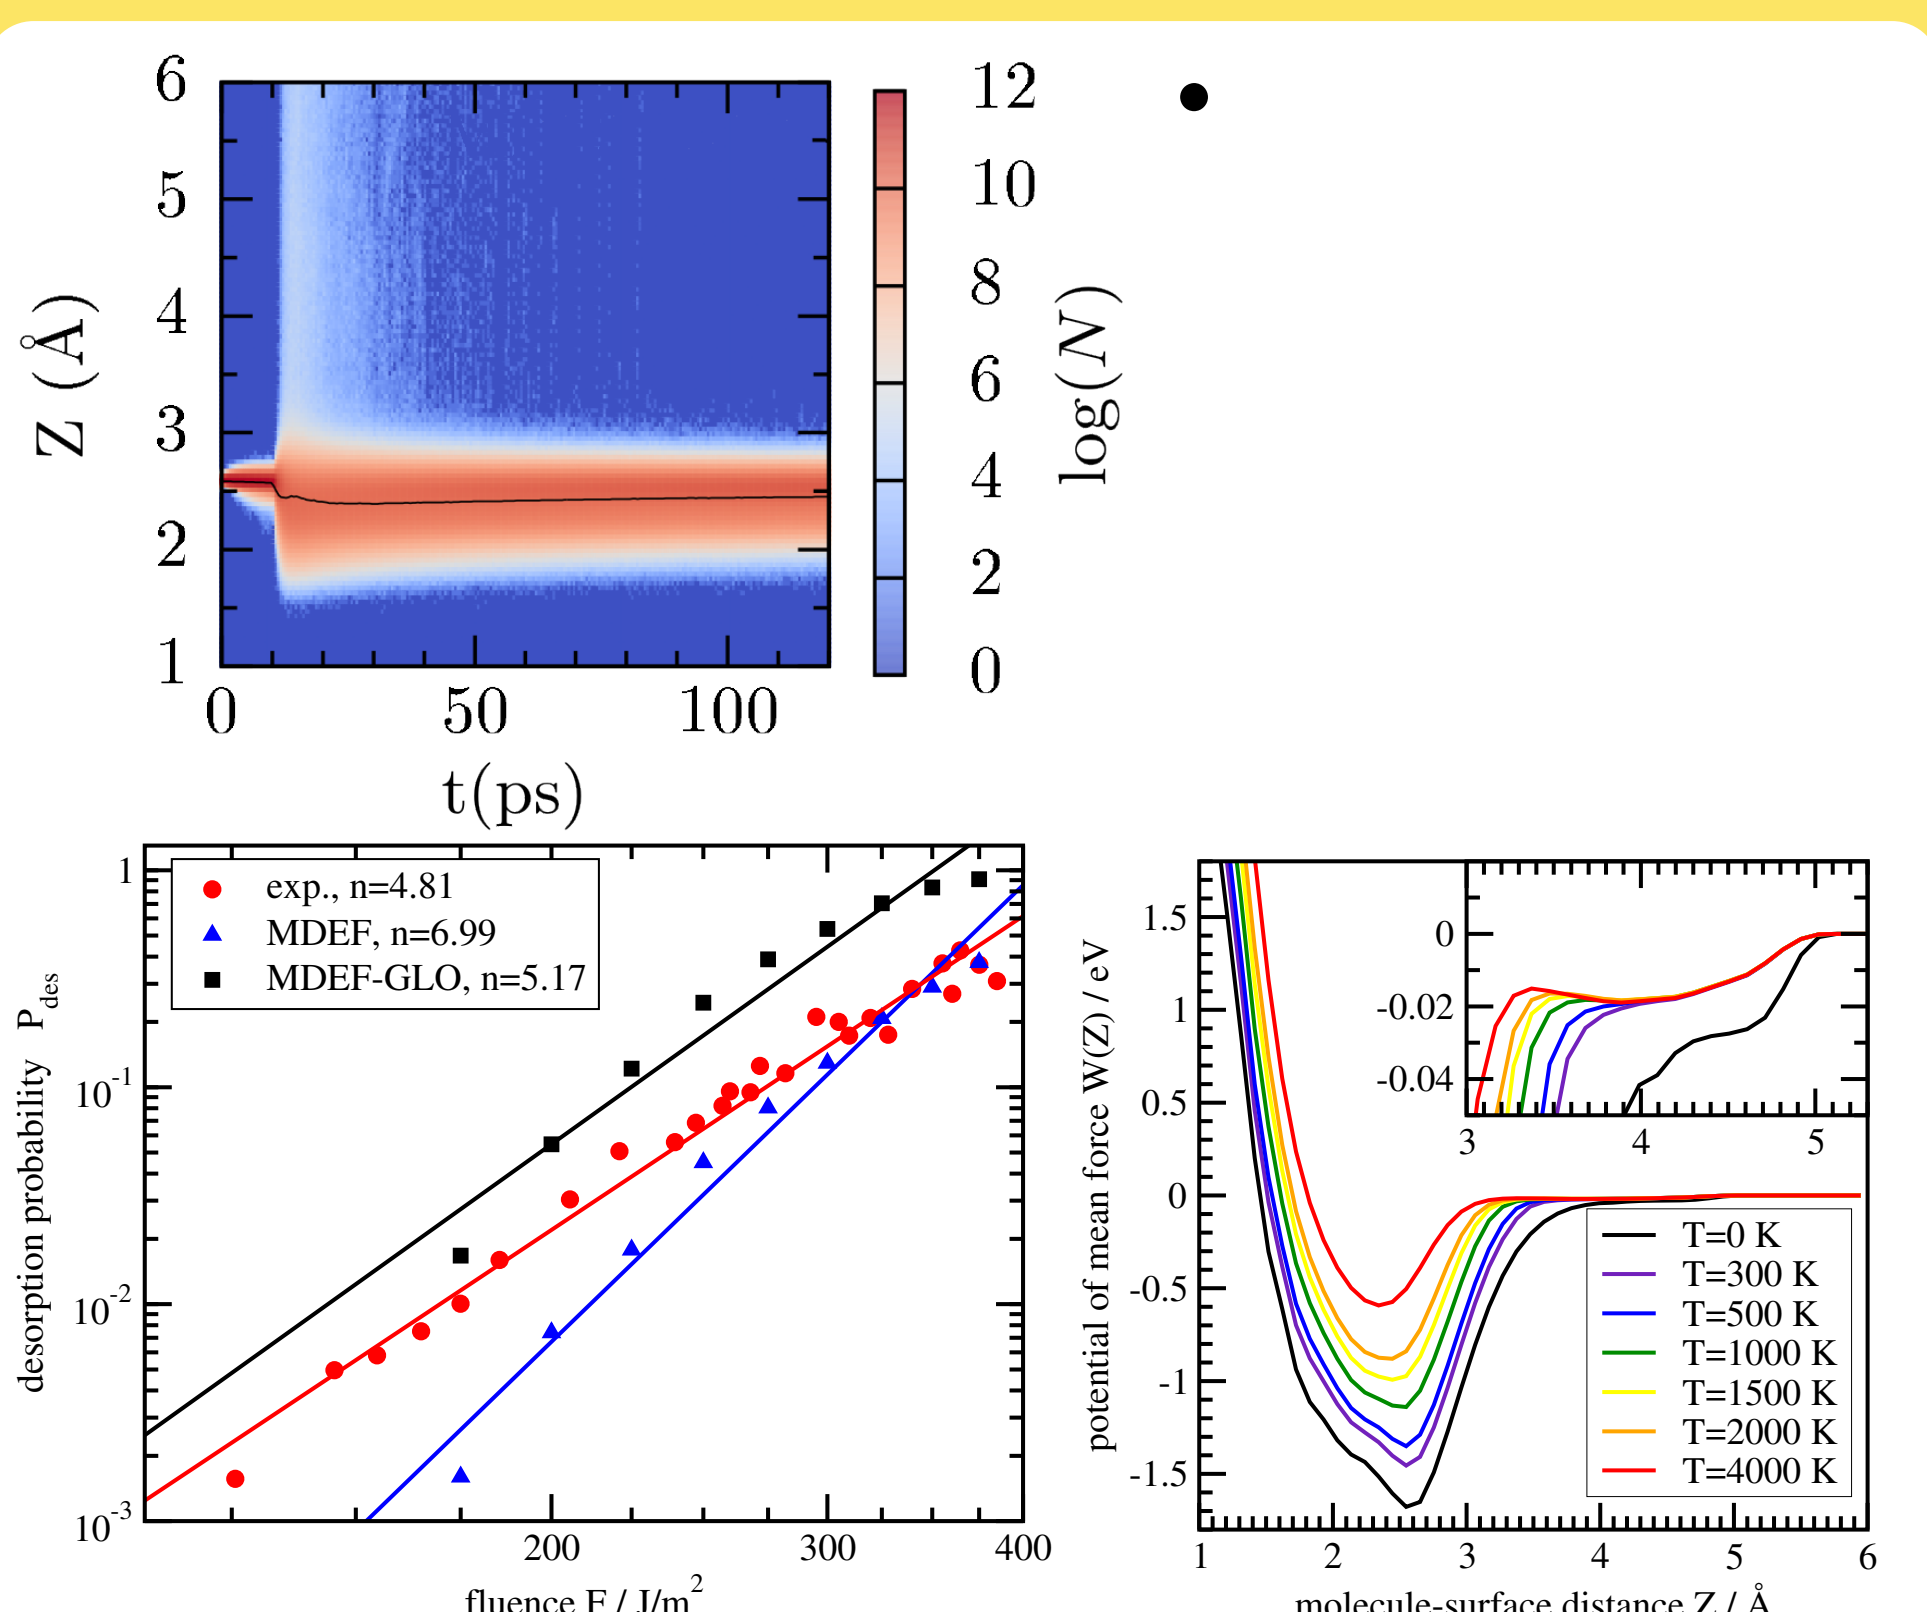 6
5
4
3
2
1
Z (Å)
0
50
100
t(ps)
12
10
8
6
4
2
0
log(N)
•
1
10-1
10-2
10-3
desorption probability Pdes
exp., n=4.81
MDEF, n=6.99
MDEF-GLO, n=5.17
200
300
400
fluence F / J/m2
1.5
1
0.5
0
-0.5
-1
-1.5
potential of mean force W(Z) / eV
0
-0.02
-0.04
3
4
5
T=0 K
T=300 K
T=500 K
T=1000 K
T=1500 K
T=2000 K
T=4000 K
1
2
3
4
5
6
molecule-surface distance Z / Å